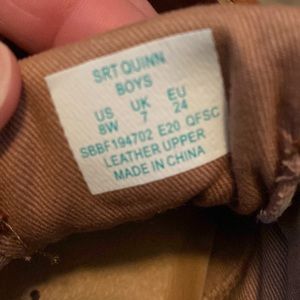 SRT QUINN
BOYS
US UK EU
8W 7 24
SBBF194702 E20 QFSC
LEATHER UPPER
MADE IN CHINA